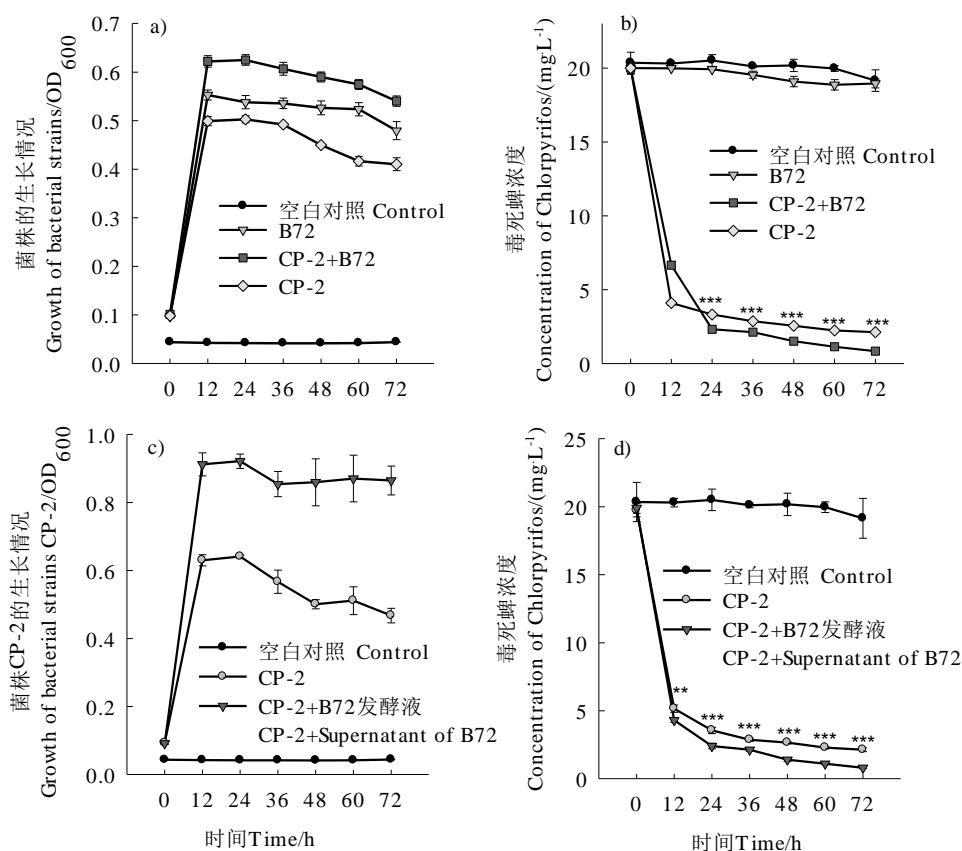 a)
菌株的生长情况
Growth of bacterial strains/OD600
0.7
0.6
0.5
0.4
0.3
0.2
0.1
0.0
空白对照 Control
B72
CP-2+B72
CP-2
0 12 24 36 48 60 72
b)
毒死蜱浓度
Concentration of Chlorpyrifos/(mg·L-1)
25
20
15
10
5
0
空白对照 Control
B72
CP-2+B72
CP-2
*** *** *** *** ***
0 12 24 36 48 60 72
c)
菌株CP-2的生长情况
Growth of bacterial strains CP-2/OD600
1.0
0.8
0.6
0.4
0.2
0.0
空白对照 Control
CP-2
CP-2+B72发酵液
CP-2+Supernatant of B72
0 12 24 36 48 60 72
时间Time/h
d)
毒死蜱浓度
Concentration of Chlorpyrifos/(mg·L-1)
25
20
15
10
5
0
空白对照 Control
CP-2
CP-2+B72发酵液
CP-2+Supernatant of B72
** *** *** *** *** ***
0 12 24 36 48 60 72
时间Time/h